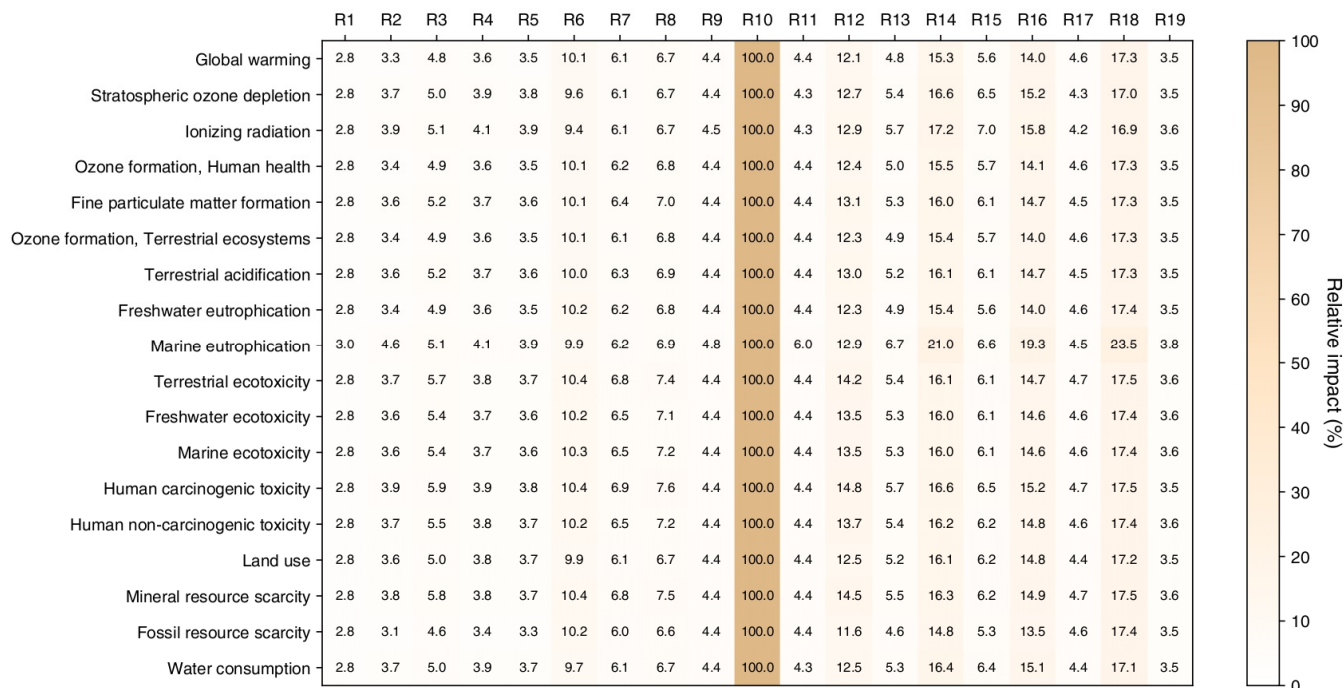 R1 R2 R3 R4 R5 R6 R7 R8 R9 R10 R11 R12 R13 R14 R15 R16 R17 R18 R19
Global warming 2.8 3.3 4.8 3.6 3.5 10.1 6.1 6.7 4.4 100.0 4.4 12.1 4.8 15.3 5.6 14.0 4.6 17.3 3.5
Stratospheric ozone depletion 2.8 3.7 5.0 3.9 3.8 9.6 6.1 6.7 4.4 100.0 4.3 12.7 5.4 16.6 6.5 15.2 4.3 17.0 3.5
Ionizing radiation 2.8 3.9 5.1 4.1 3.9 9.4 6.1 6.7 4.5 100.0 4.3 12.9 5.7 17.2 7.0 15.8 4.2 16.9 3.6
Ozone formation, Human health 2.8 3.4 4.9 3.6 3.5 10.1 6.2 6.8 4.4 100.0 4.4 12.4 5.0 15.5 5.7 14.1 4.6 17.3 3.5
Fine particulate matter formation 2.8 3.6 5.2 3.7 3.6 10.1 6.4 7.0 4.4 100.0 4.4 13.1 5.3 16.0 6.1 14.7 4.5 17.3 3.5
Ozone formation, Terrestrial ecosystems 2.8 3.4 4.9 3.6 3.5 10.1 6.1 6.8 4.4 100.0 4.4 12.3 4.9 15.4 5.7 14.0 4.6 17.3 3.5
Terrestrial acidification 2.8 3.6 5.2 3.7 3.6 10.0 6.3 6.9 4.4 100.0 4.4 13.0 5.2 16.1 6.1 14.7 4.5 17.3 3.5
Freshwater eutrophication 2.8 3.4 4.9 3.6 3.5 10.2 6.2 6.8 4.4 100.0 4.4 12.3 4.9 15.4 5.6 14.0 4.6 17.4 3.5
Marine eutrophication 3.0 4.6 5.1 4.1 3.9 9.9 6.2 6.9 4.8 100.0 6.0 12.9 6.7 21.0 6.6 19.3 4.5 23.5 3.8
Terrestrial ecotoxicity 2.8 3.7 5.7 3.8 3.7 10.4 6.8 7.4 4.4 100.0 4.4 14.2 5.4 16.1 6.1 14.7 4.7 17.5 3.6
Freshwater ecotoxicity 2.8 3.6 5.4 3.7 3.6 10.2 6.5 7.1 4.4 100.0 4.4 13.5 5.3 16.0 6.1 14.6 4.6 17.4 3.6
Marine ecotoxicity 2.8 3.6 5.4 3.7 3.6 10.3 6.5 7.2 4.4 100.0 4.4 13.5 5.3 16.0 6.1 14.6 4.6 17.4 3.6
Human carcinogenic toxicity 2.8 3.9 5.9 3.9 3.8 10.4 6.9 7.6 4.4 100.0 4.4 14.8 5.7 16.6 6.5 15.2 4.7 17.5 3.5
Human non-carcinogenic toxicity 2.8 3.7 5.5 3.8 3.7 10.2 6.5 7.2 4.4 100.0 4.4 13.7 5.4 16.2 6.2 14.8 4.6 17.4 3.6
Land use 2.8 3.6 5.0 3.8 3.7 9.9 6.1 6.7 4.4 100.0 4.4 12.5 5.2 16.1 6.2 14.8 4.4 17.2 3.5
Mineral resource scarcity 2.8 3.8 5.8 3.8 3.7 10.4 6.8 7.5 4.4 100.0 4.4 14.5 5.5 16.3 6.2 14.9 4.7 17.5 3.6
Fossil resource scarcity 2.8 3.1 4.6 3.4 3.3 10.2 6.0 6.6 4.4 100.0 4.4 11.6 4.6 14.8 5.3 13.5 4.6 17.4 3.5
Water consumption 2.8 3.7 5.0 3.9 3.7 9.7 6.1 6.7 4.4 100.0 4.3 12.5 5.3 16.4 6.4 15.1 4.4 17.1 3.5
100
90
80
70
60
50
40
30
20
10
0
Relative impact (%)